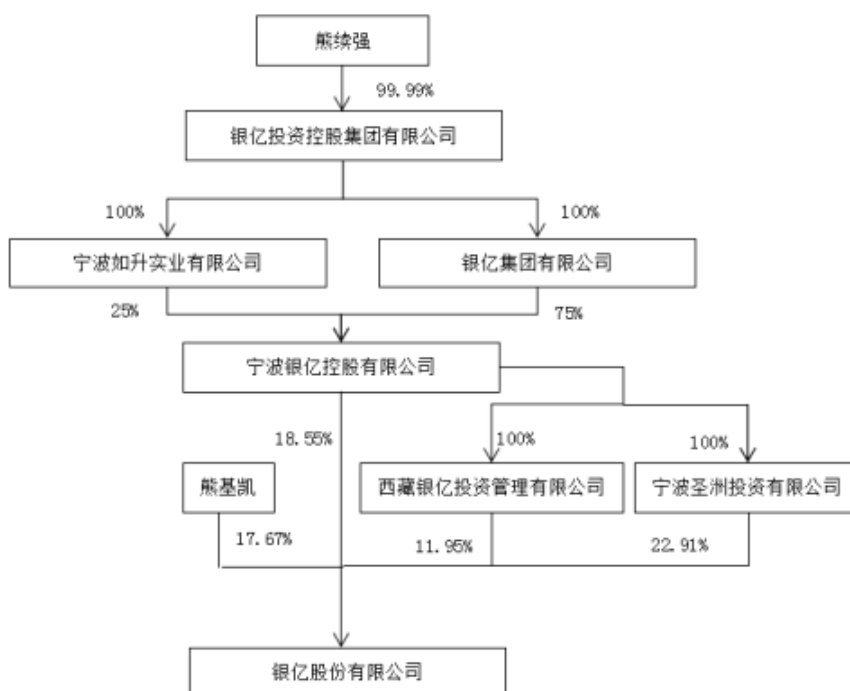 熊续强
99.99%
银亿投资控股集团有限公司
100%
100%
宁波如升实业有限公司
银亿集团有限公司
25%
75%
宁波银亿控股有限公司
18.55%
100%
100%
熊基凯
西藏银亿投资管理有限公司
宁波圣洲投资有限公司
17.67%
11.95%
22.91%
银亿股份有限公司